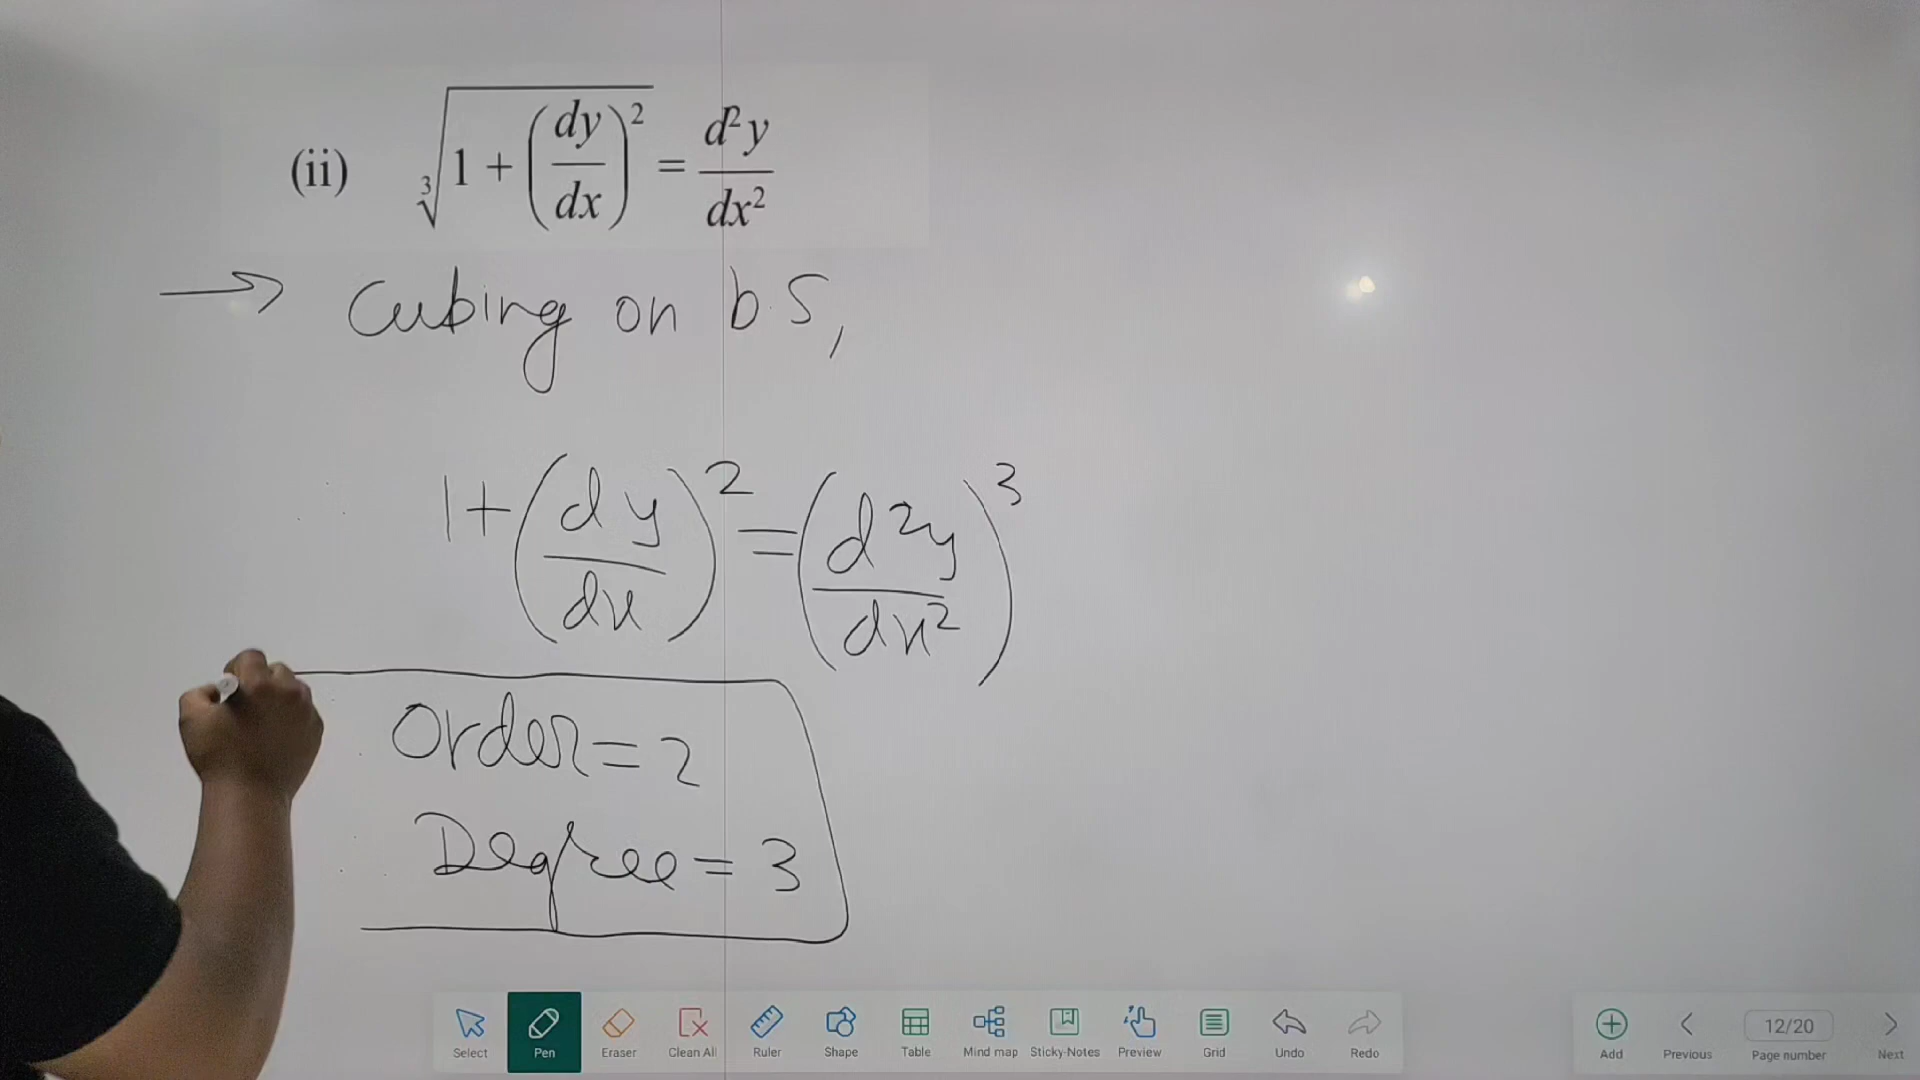 (ii) ∛(1 + (dy/dx)²) = d²y/dx²
→ Cubing on b.S,
1+(dy/dx)² = (d²y/dx²)³
Order = 2
Degree = 3
Select Pen Eraser Clean All Ruler Shape Table Mind map Sticky-Notes Preview Grid Undo Redo
12/20
Add Previous Page number Next